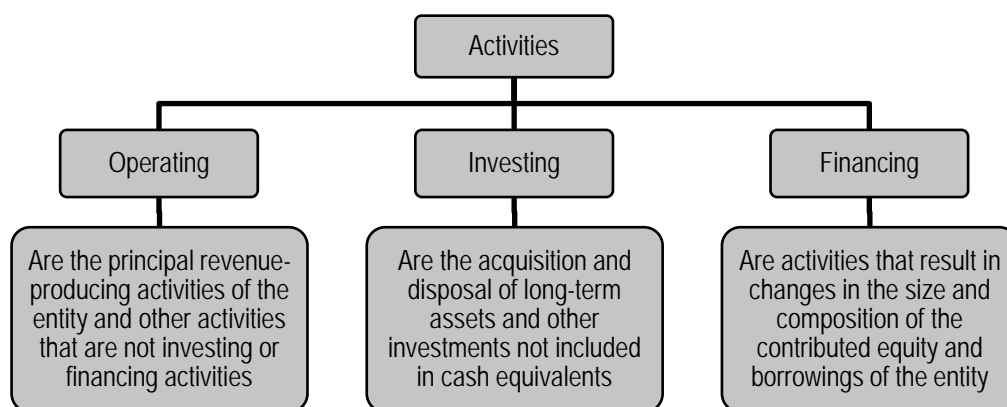 Activities
Operating
Investing
Financing
Are the principal revenue-
producing activities of the
entity and other activities
that are not investing or
financing activities
Are the acquisition and
disposal of long-term
assets and other
investments not included
in cash equivalents
Are activities that result in
changes in the size and
composition of the
contributed equity and
borrowings of the entity